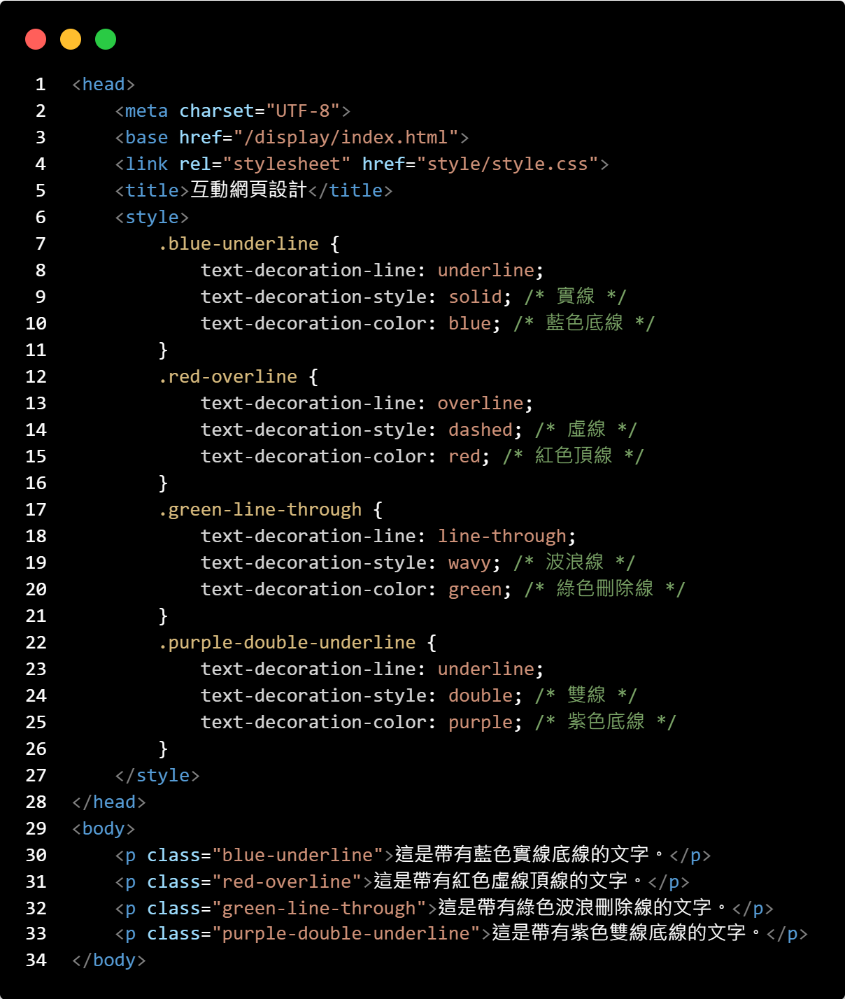 1 <head>
2     <meta charset="UTF-8">
3     <base href="/display/index.html">
4     <link rel="stylesheet" href="style/style.css">
5     <title>互動網頁設計</title>
6     <style>
7         .blue-underline {
8             text-decoration-line: underline;
9             text-decoration-style: solid; /* 實線 */
10             text-decoration-color: blue; /* 藍色底線 */
11         }
12         .red-overline {
13             text-decoration-line: overline;
14             text-decoration-style: dashed; /* 虛線 */
15             text-decoration-color: red; /* 紅色頂線 */
16         }
17         .green-line-through {
18             text-decoration-line: line-through;
19             text-decoration-style: wavy; /* 波浪線 */
20             text-decoration-color: green; /* 綠色刪除線 */
21         }
22         .purple-double-underline {
23             text-decoration-line: underline;
24             text-decoration-style: double; /* 雙線 */
25             text-decoration-color: purple; /* 紫色底線 */
26         }
27     </style>
28 </head>
29 <body>
30     <p class="blue-underline">這是帶有藍色實線底線的文字。</p>
31     <p class="red-overline">這是帶有紅色虛線頂線的文字。</p>
32     <p class="green-line-through">這是帶有綠色波浪刪除線的文字。</p>
33     <p class="purple-double-underline">這是帶有紫色雙線底線的文字。</p>
34 </body>